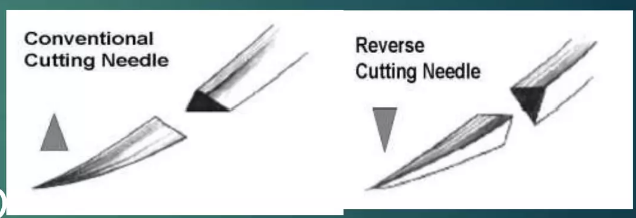 Conventional
Cutting Needle
Reverse
Cutting Needle
)